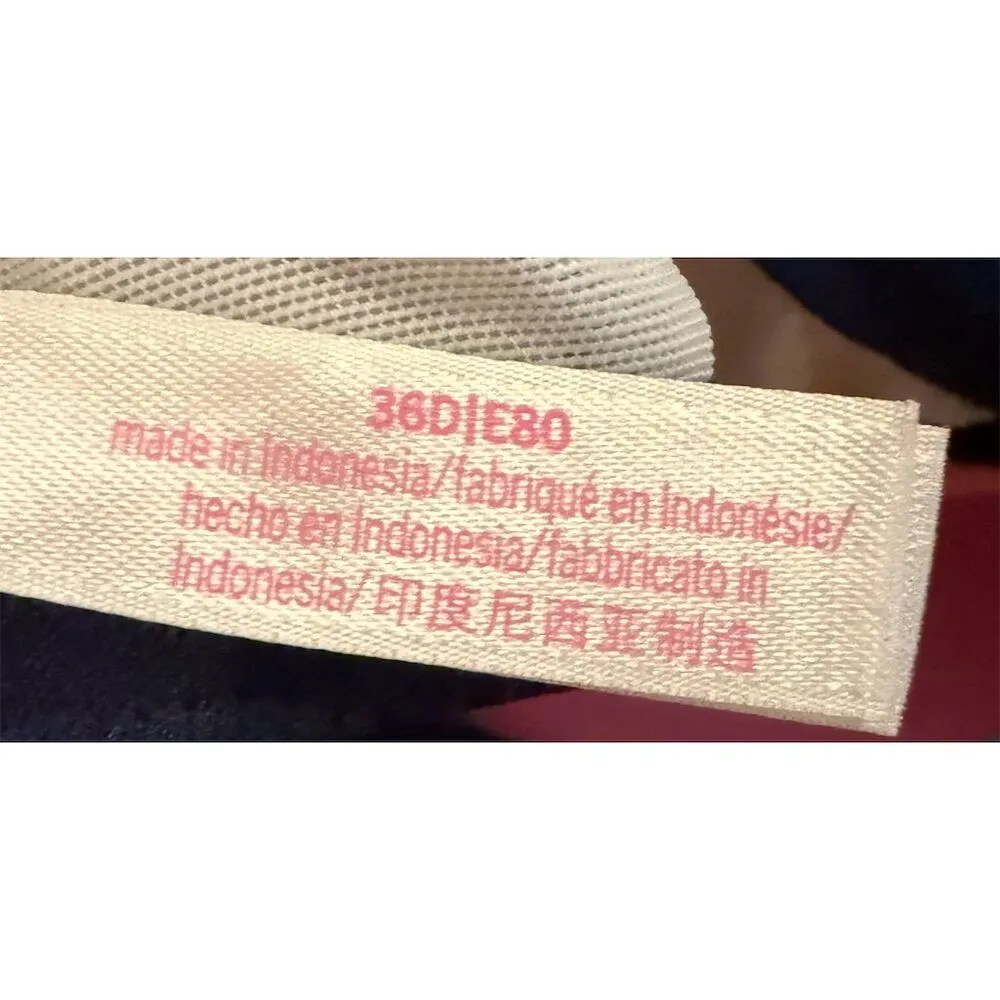 36D|E80
made in Indonesia/fabriqué en Indonésie/
hecho en Indonesia/fabbricato in
Indonesia/ 印度尼西亚制造